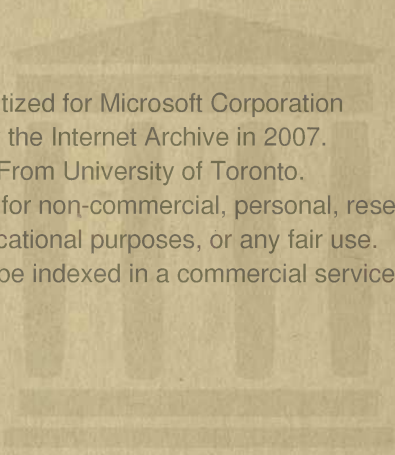 tized for Microsoft Corporation
the Internet Archive in 2007.
From University of Toronto.
for non-commercial, personal, rese
cational purposes, or any fair use.
be indexed in a commercial service